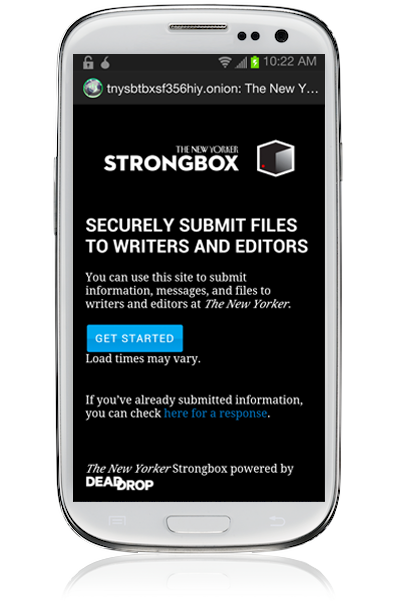 10:22 AM
tnysbtbxsf356hiy.onion: The New Y...
THE NEW YORKER
STRONGBOX
SECURELY SUBMIT FILES
TO WRITERS AND EDITORS
You can use this site to submit
information, messages, and files to
writers and editors at The New Yorker.
GET STARTED
Load times may vary.
If you've already submitted information,
you can check here for a response.
The New Yorker Strongbox powered by
DEADDROP